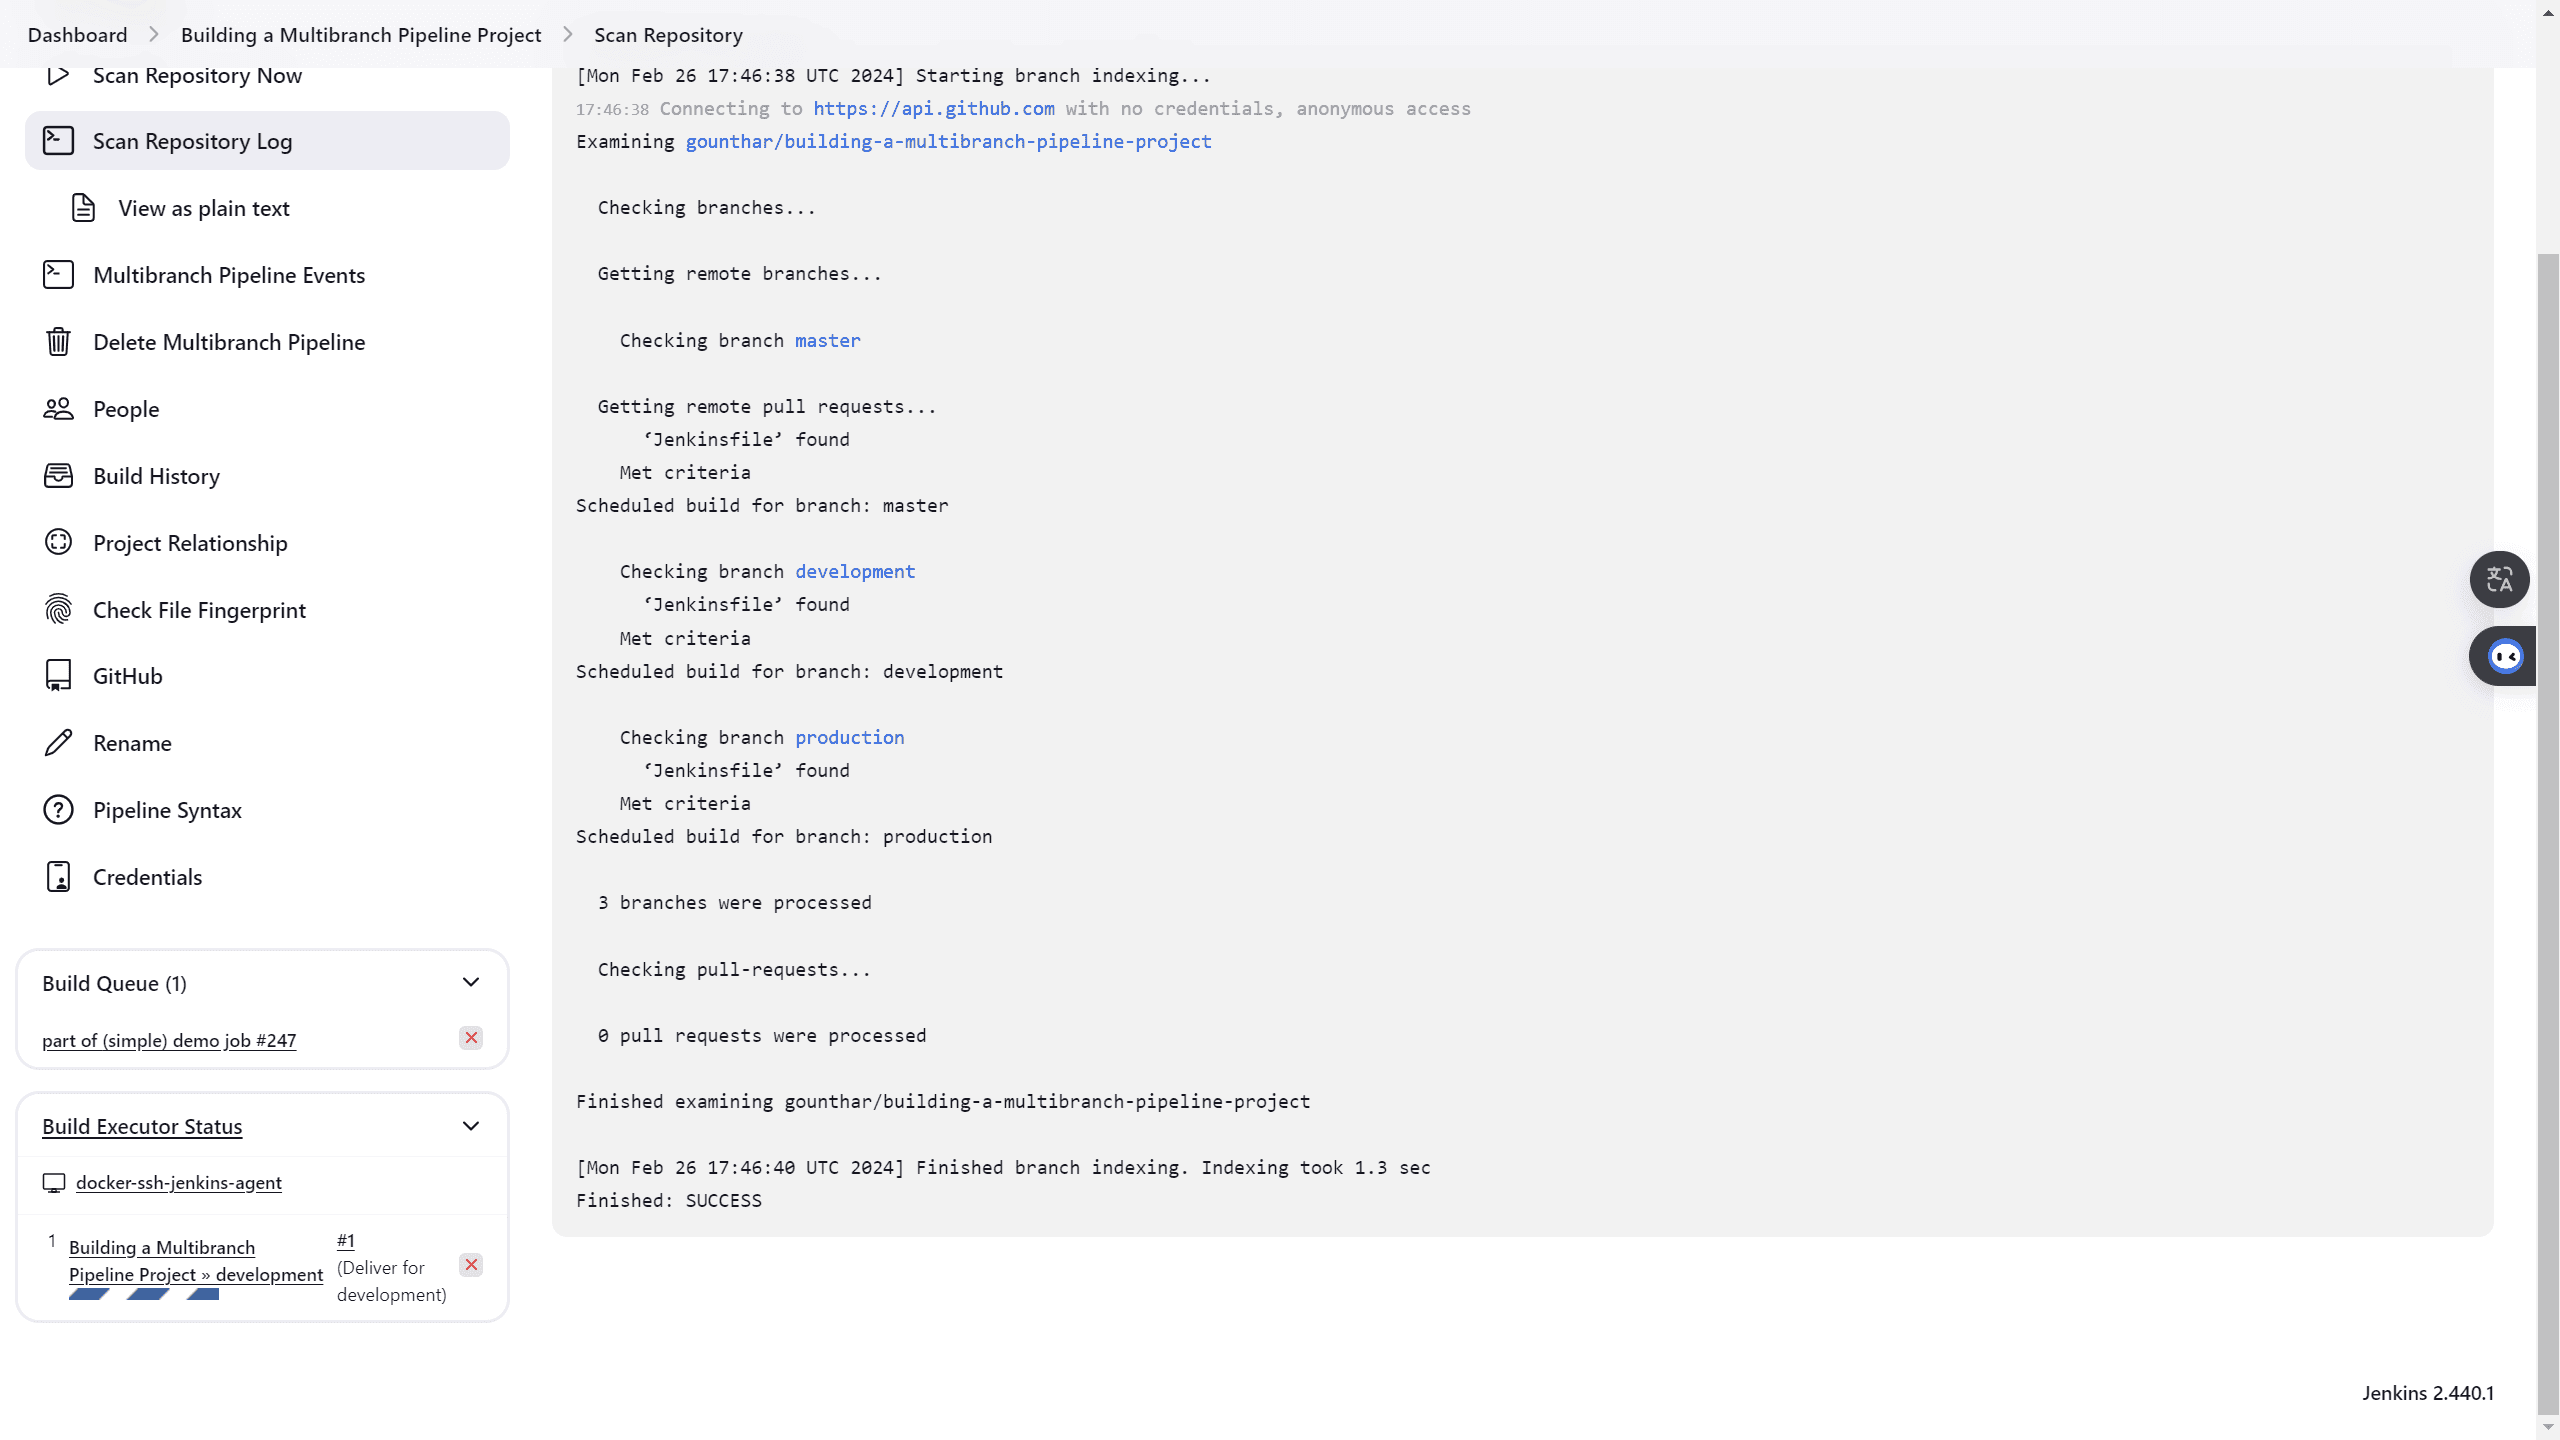 Dashboard > Building a Multibranch Pipeline Project > Scan Repository
Scan Repository Now
Scan Repository Log
View as plain text
Multibranch Pipeline Events
Delete Multibranch Pipeline
People
Build History
Project Relationship
Check File Fingerprint
GitHub
Rename
Pipeline Syntax
Credentials
Build Queue (1)
part of (simple) demo job #247
Build Executor Status
docker-ssh-jenkins-agent
1 Building a Multibranch Pipeline Project » development #1 (Deliver for development)
[Mon Feb 26 17:46:38 UTC 2024] Starting branch indexing...
17:46:38 Connecting to https://api.github.com with no credentials, anonymous access
Examining gounthar/building-a-multibranch-pipeline-project
Checking branches...
Getting remote branches...
Checking branch master
Getting remote pull requests...
‘Jenkinsfile’ found
Met criteria
Scheduled build for branch: master
Checking branch development
‘Jenkinsfile’ found
Met criteria
Scheduled build for branch: development
Checking branch production
‘Jenkinsfile’ found
Met criteria
Scheduled build for branch: production
3 branches were processed
Checking pull-requests...
0 pull requests were processed
Finished examining gounthar/building-a-multibranch-pipeline-project
[Mon Feb 26 17:46:40 UTC 2024] Finished branch indexing. Indexing took 1.3 sec
Finished: SUCCESS
文A
Jenkins 2.440.1